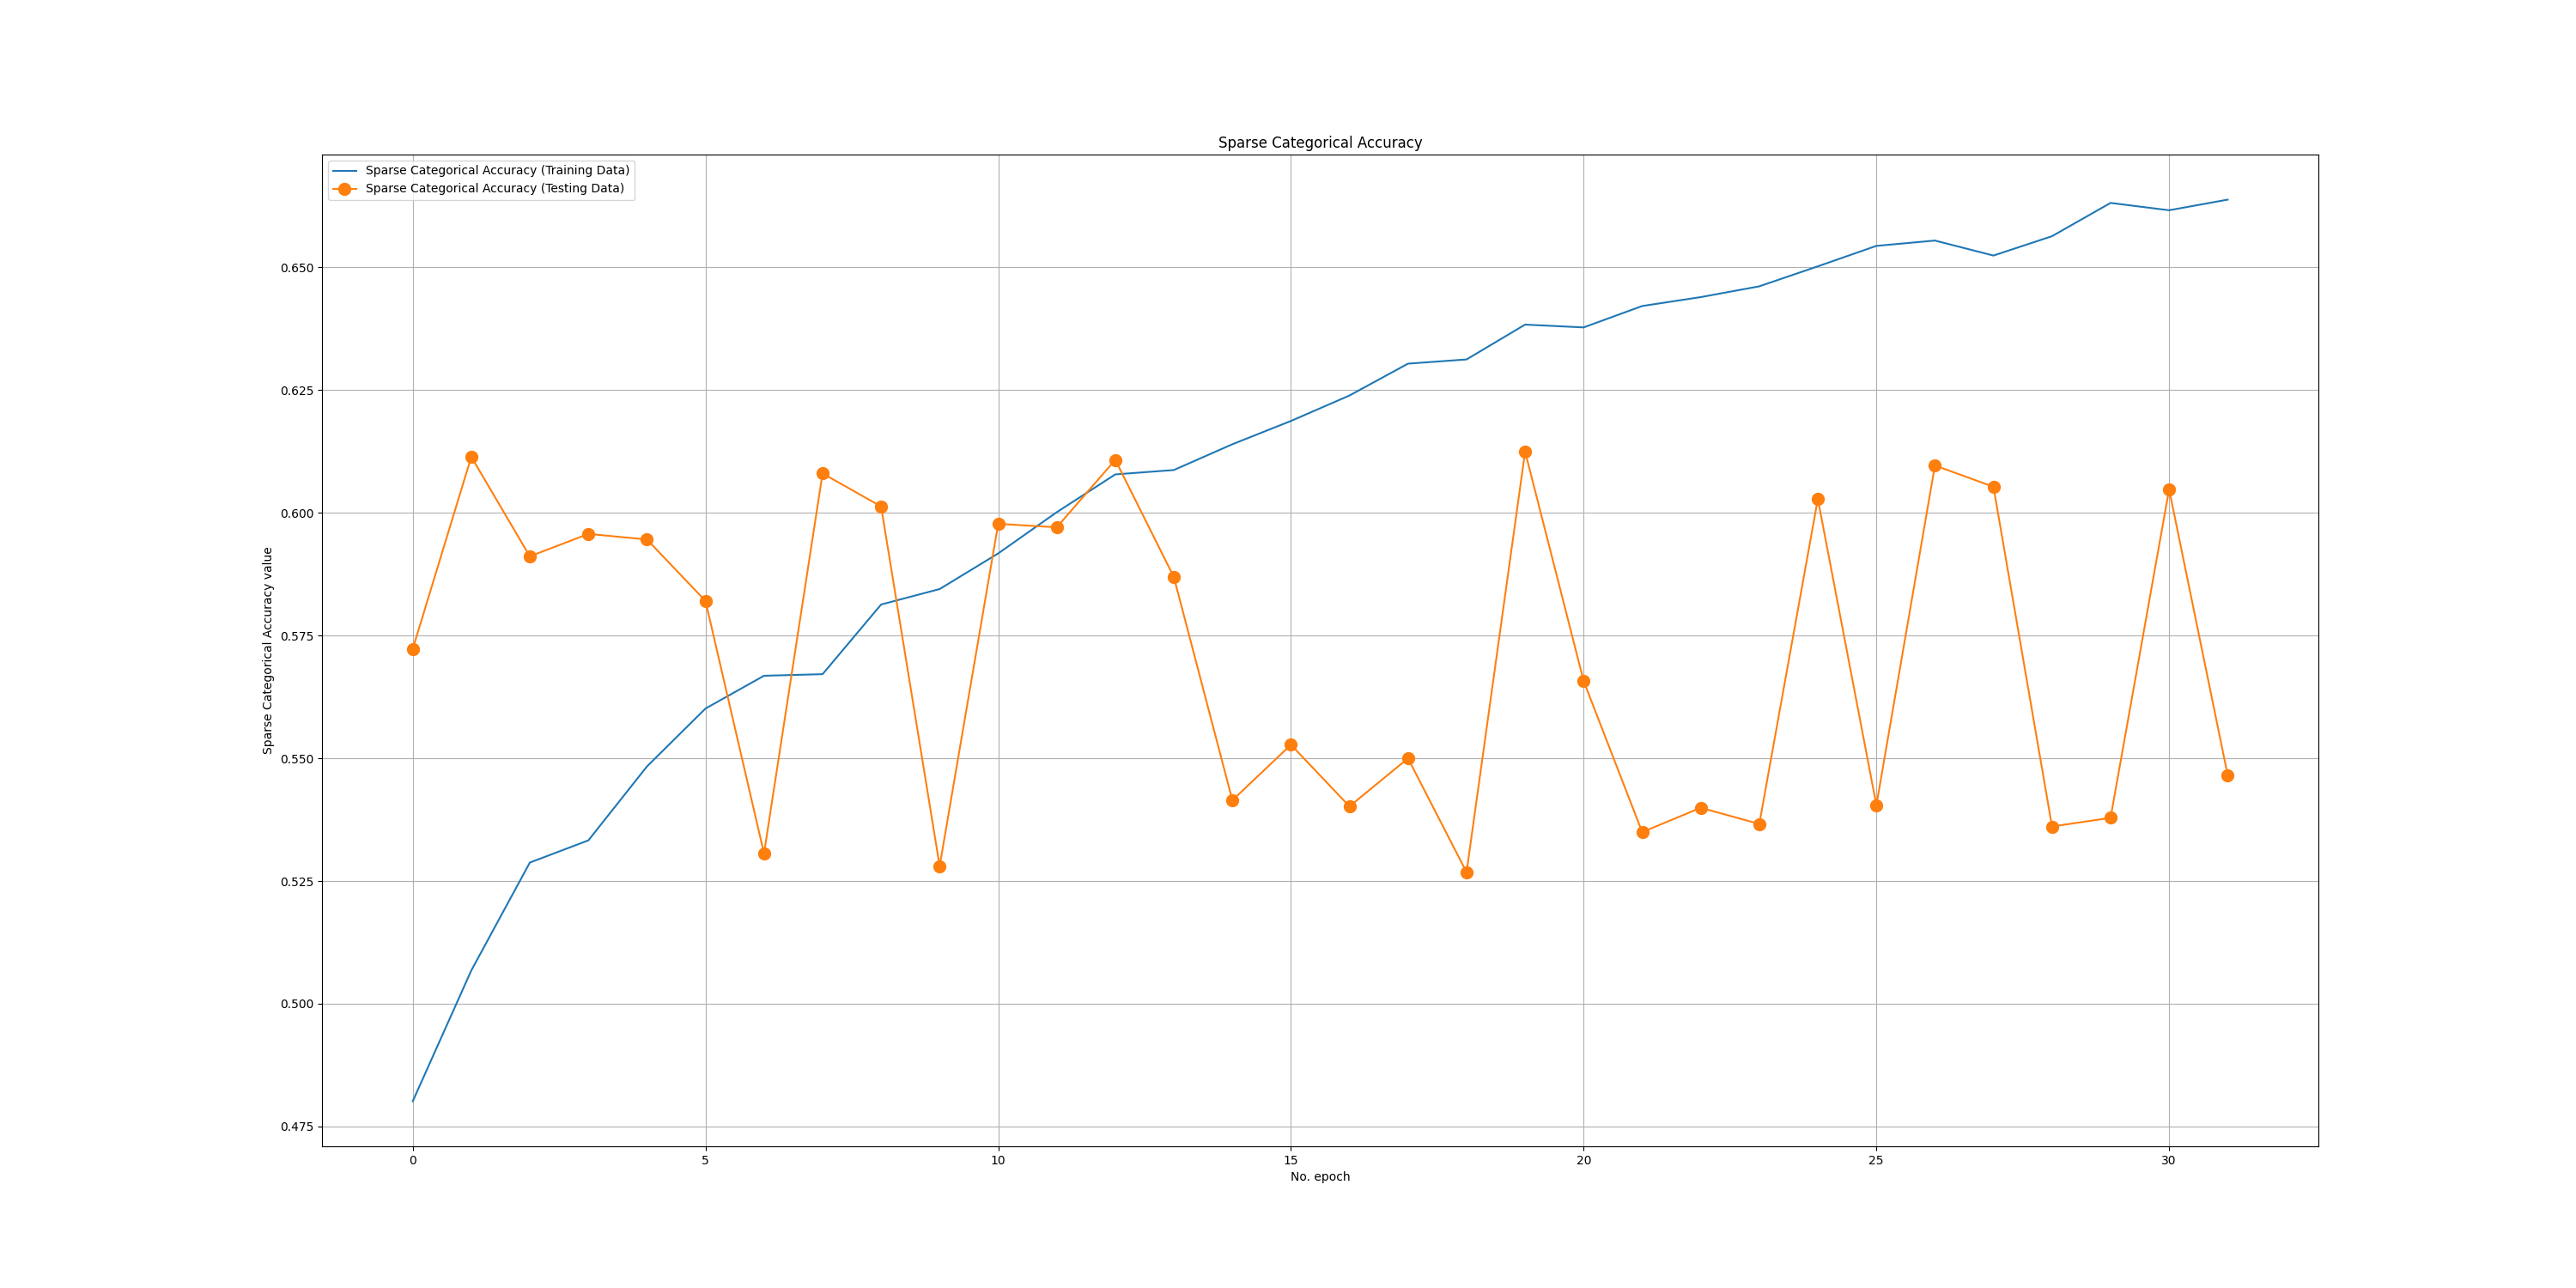 Sparse Categorical Accuracy
Sparse Categorical Accuracy (Training Data)
Sparse Categorical Accuracy (Testing Data)
Sparse Categorical Accuracy value
0.650
0.625
0.600
0.575
0.550
0.525
0.500
0.475
0 5 10 15 20 25 30
No. epoch